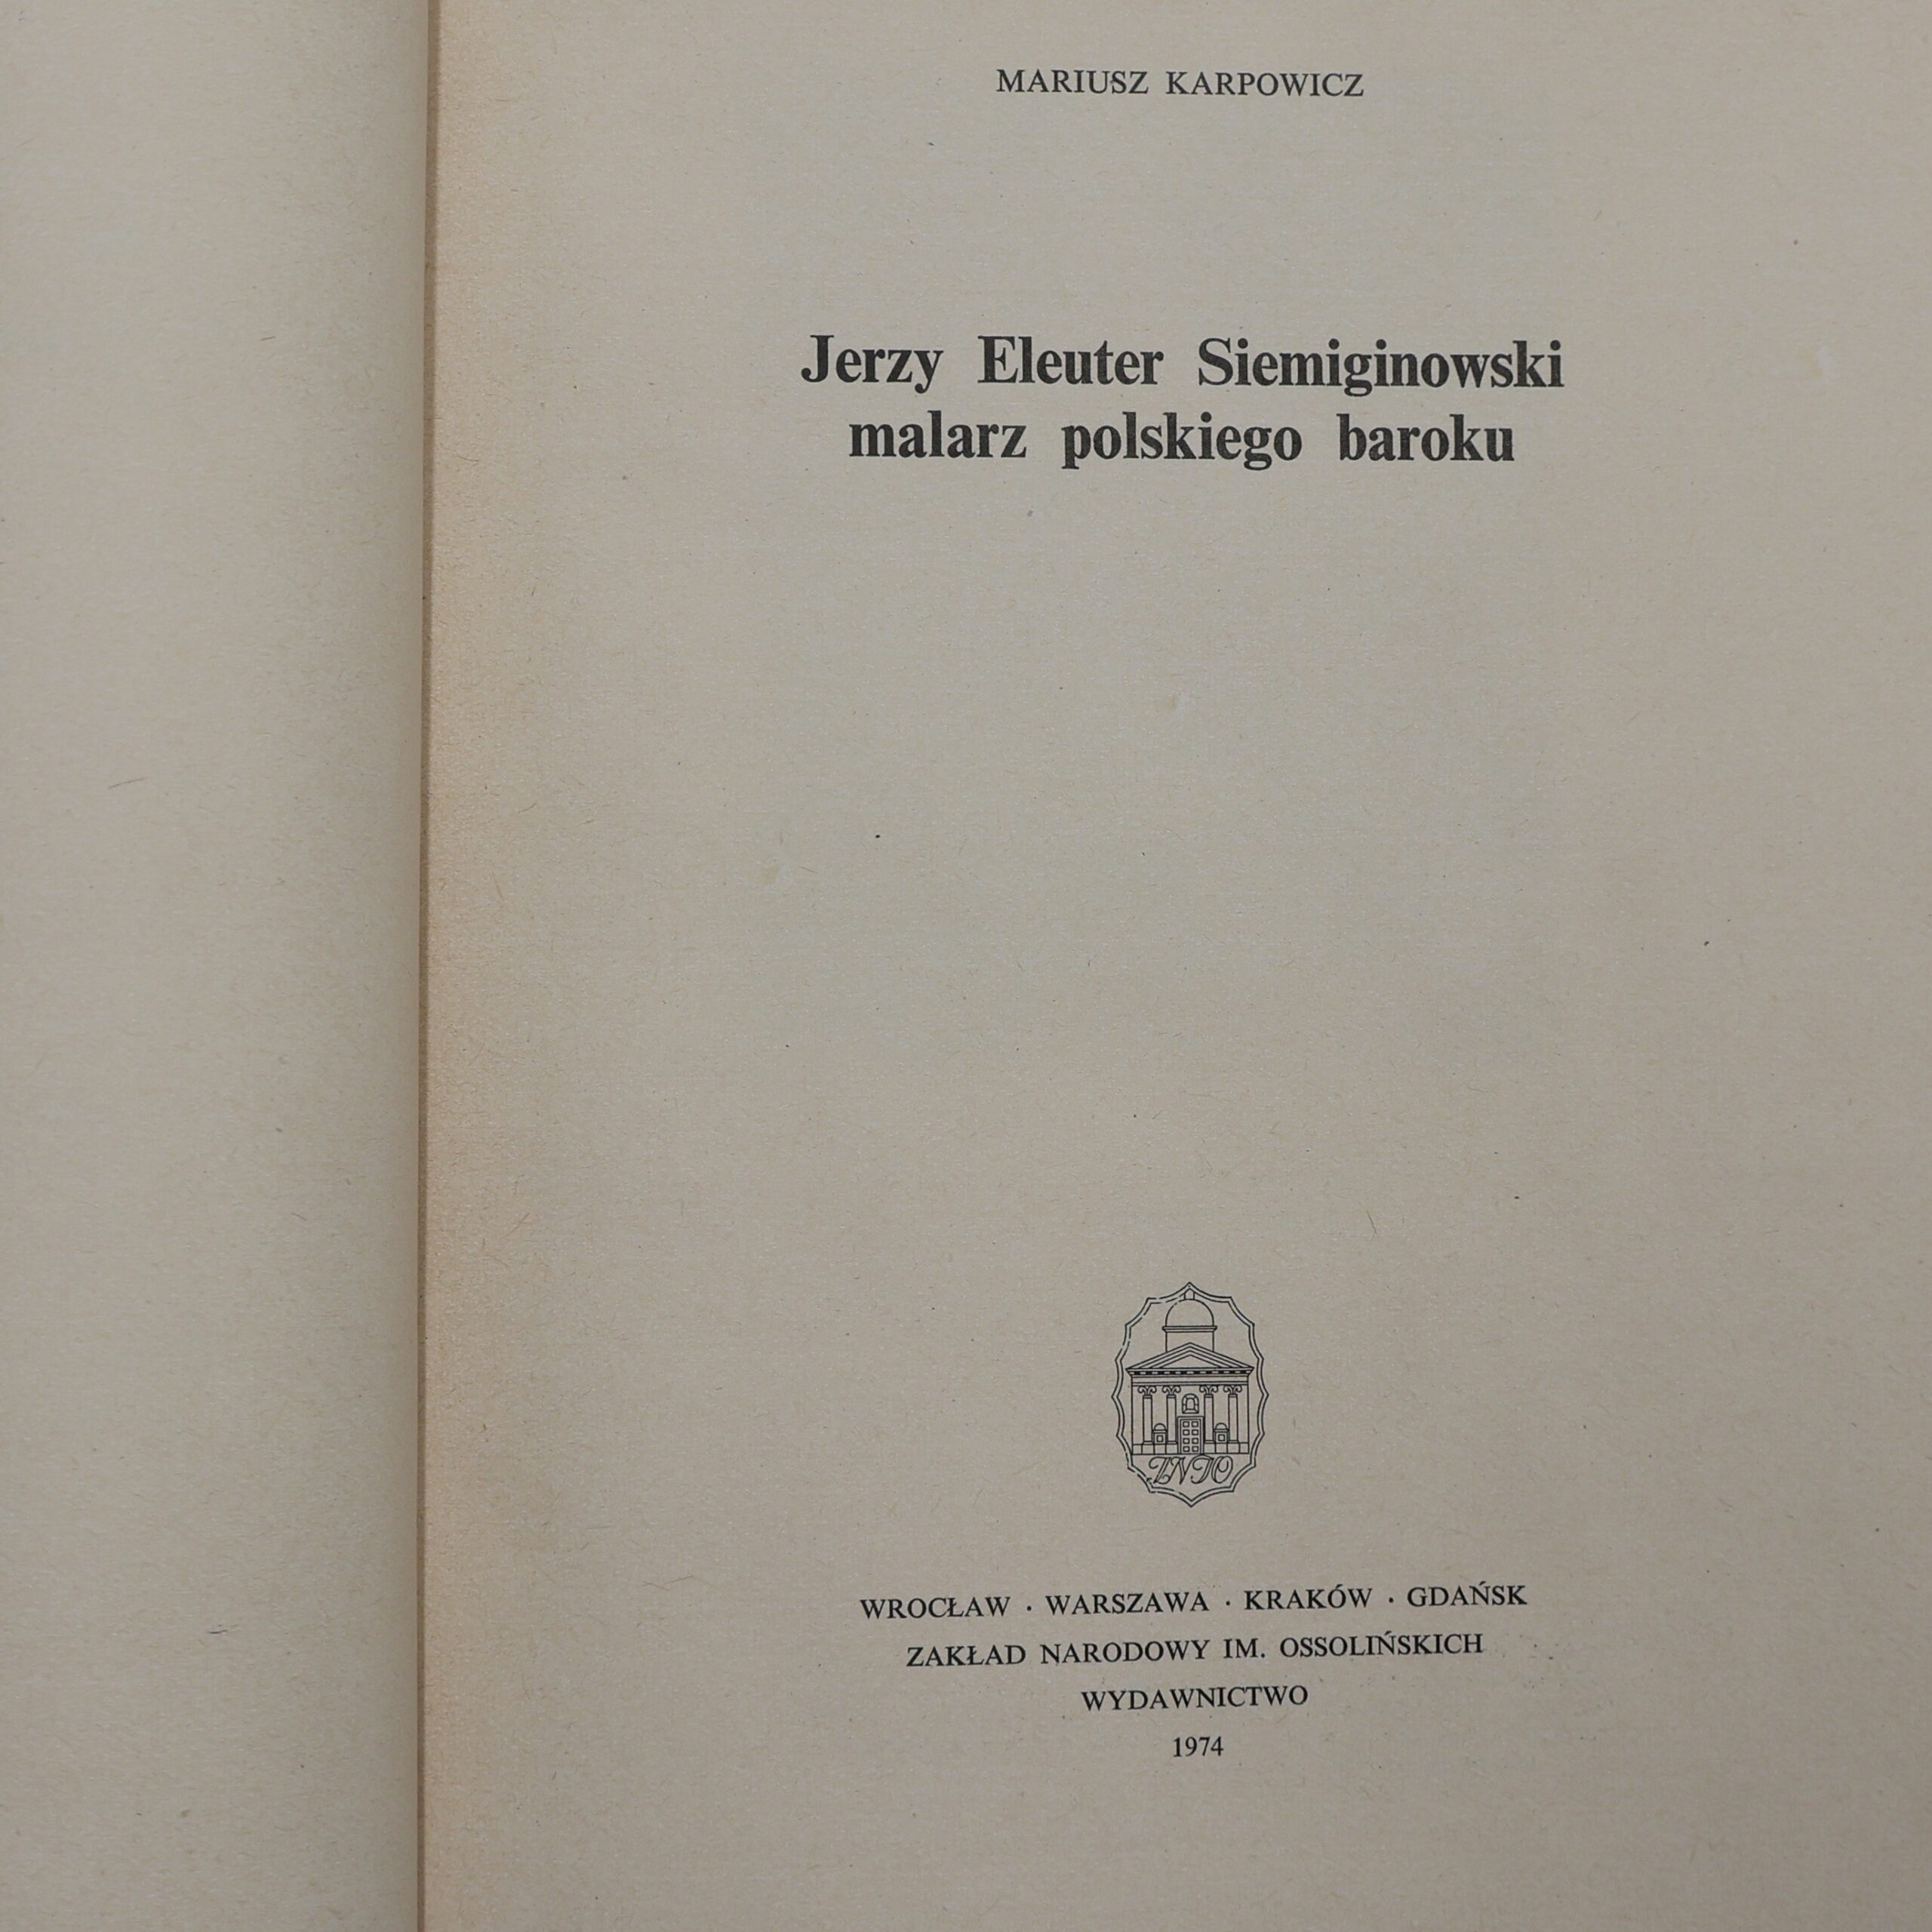 MARIUSZ KARPOWICZ
Jerzy Eleuter Siemiginowski
malarz polskiego baroku
ZNIO
WROCŁAW · WARSZAWA · KRAKÓW · GDAŃSK
ZAKŁAD NARODOWY IM. OSSOLIŃSKICH
WYDAWNICTWO
1974